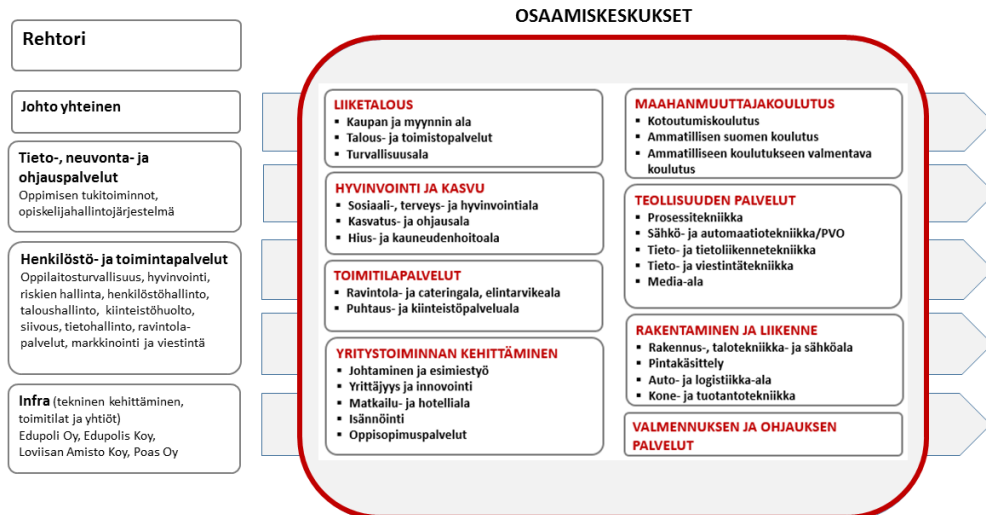 OSAAMISKESKUKSET
Rehtori
Johto yhteinen
Tieto-, neuvonta- ja
ohjauspalvelut
Oppimisen tukitoiminnot,
opiskelijahallintojärjestelmä
Henkilöstö- ja toimintapalvelut
Oppilaitosturvallisuus, hyvinvointi,
riskien hallinta, henkilöstöhallinto,
taloushallinto, kiinteistöhuolto,
siivous, tietohallinto, ravintola-
palvelut, markkinointi ja viestintä
Infra (tekninen kehittäminen,
toimitilat ja yhtiöt)
Edupoli Oy, Edupolis Koy,
Loviisan Amisto Koy, Poas Oy
LIIKETALOUS
▪ Kaupan ja myynnin ala
▪ Talous- ja toimistopalvelut
▪ Turvallisuusala
HYVINVOINTI JA KASVU
▪ Sosiaali-, terveys- ja hyvinvointiala
▪ Kasvatus- ja ohjausala
▪ Hius- ja kauneudenhoitoala
TOIMITILAPALVELUT
▪ Ravintola- ja cateringala, elintarvikeala
▪ Puhtaus- ja kiinteistöpalveluala
YRITYSTOIMINNAN KEHITTÄMINEN
▪ Johtaminen ja esimiestyö
▪ Yrittäjyys ja innovointi
▪ Matkailu- ja hotelliala
▪ Isännöinti
▪ Oppisopimuspalvelut
MAAHANMUUTTAJAKOULUTUS
▪ Kotoutumiskoulutus
▪ Ammatillisen suomen koulutus
▪ Ammatilliseen koulutukseen valmentava
koulutus
TEOLLISUUDEN PALVELUT
▪ Prosessitekniikka
▪ Sähkö- ja automaatiotekniikka/PVO
▪ Tieto- ja tietoliikennetekniikka
▪ Tieto- ja viestintätekniikka
▪ Media-ala
RAKENTAMINEN JA LIIKENNE
▪ Rakennus-, talotekniikka- ja sähköala
▪ Pintakäsittely
▪ Auto- ja logistiikka-ala
▪ Kone- ja tuotantotekniikka
VALMENNUKSEN JA OHJAUKSEN
PALVELUT